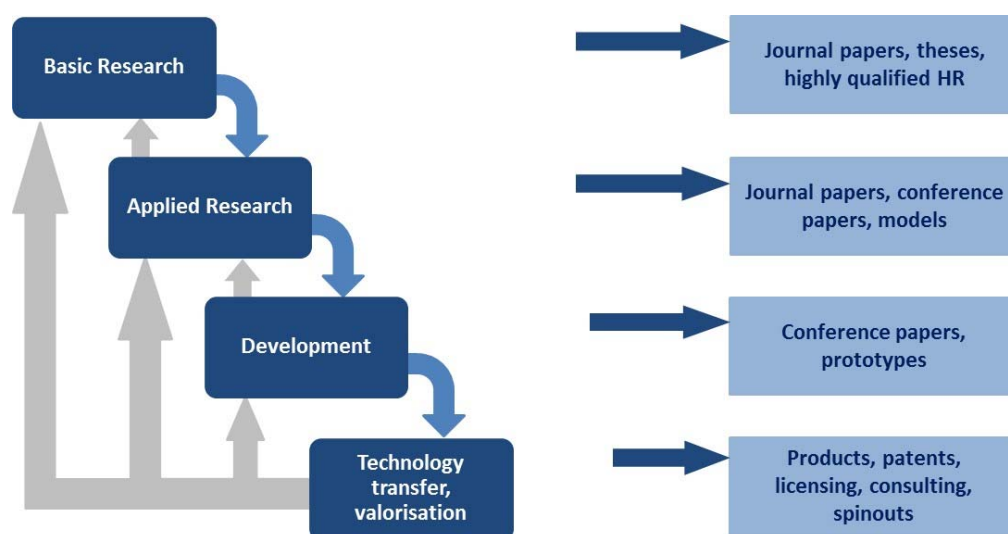 Basic Research
Journal papers, theses,
highly qualified HR
Applied Research
Journal papers, conference
papers, models
Development
Conference papers,
prototypes
Technology
transfer,
valorisation
Products, patents,
licensing, consulting,
spinouts